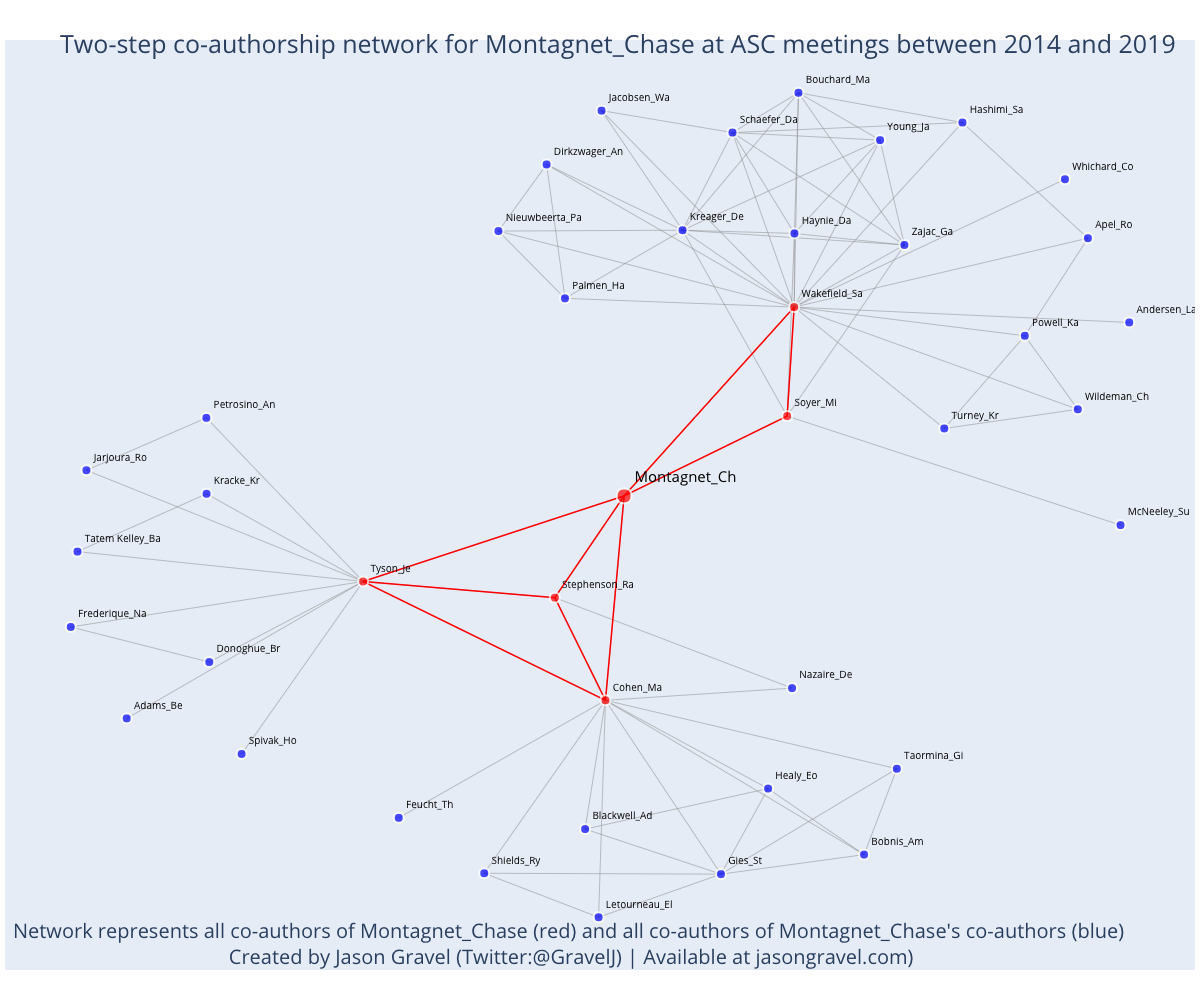 Two-step co-authorship network for Montagnet_Chase at ASC meetings between 2014 and 2019
Bouchard_Ma
Jacobsen_Wa
Hashimi_Sa
Schaefer_Da
Young_Ja
Dirkzwager_An
Whichard_Co
Nieuwbeerta_Pa
Kreager_De
Haynie_Da
Apel_Ro
Zajac_Ga
Palmen_Ha
Wakefield_Sa
Andersen_La
Powell_Ka
Wildeman_Ch
Soyer_Mi
Petrosino_An
Turney_Kr
Jarjoura_Ro
Montagnet_Ch
Kracke_Kr
McNeeley_Su
Tatem Kelley_Ba
Tyson_Je
Stephenson_Ra
Frederique_Na
Donoghue_Br
Nazaire_De
Cohen_Ma
Adams_Be
Spivak_Ho
Taormina_Gi
Healy_Eo
Feucht_Th
Blackwell_Ad
Bobnis_Am
Shields_Ry
Gies_St
Letourneau_El
Network represents all co-authors of Montagnet_Chase (red) and all co-authors of Montagnet_Chase's co-authors (blue)
Created by Jason Gravel (Twitter:@GravelJ) | Available at jasongravel.com)